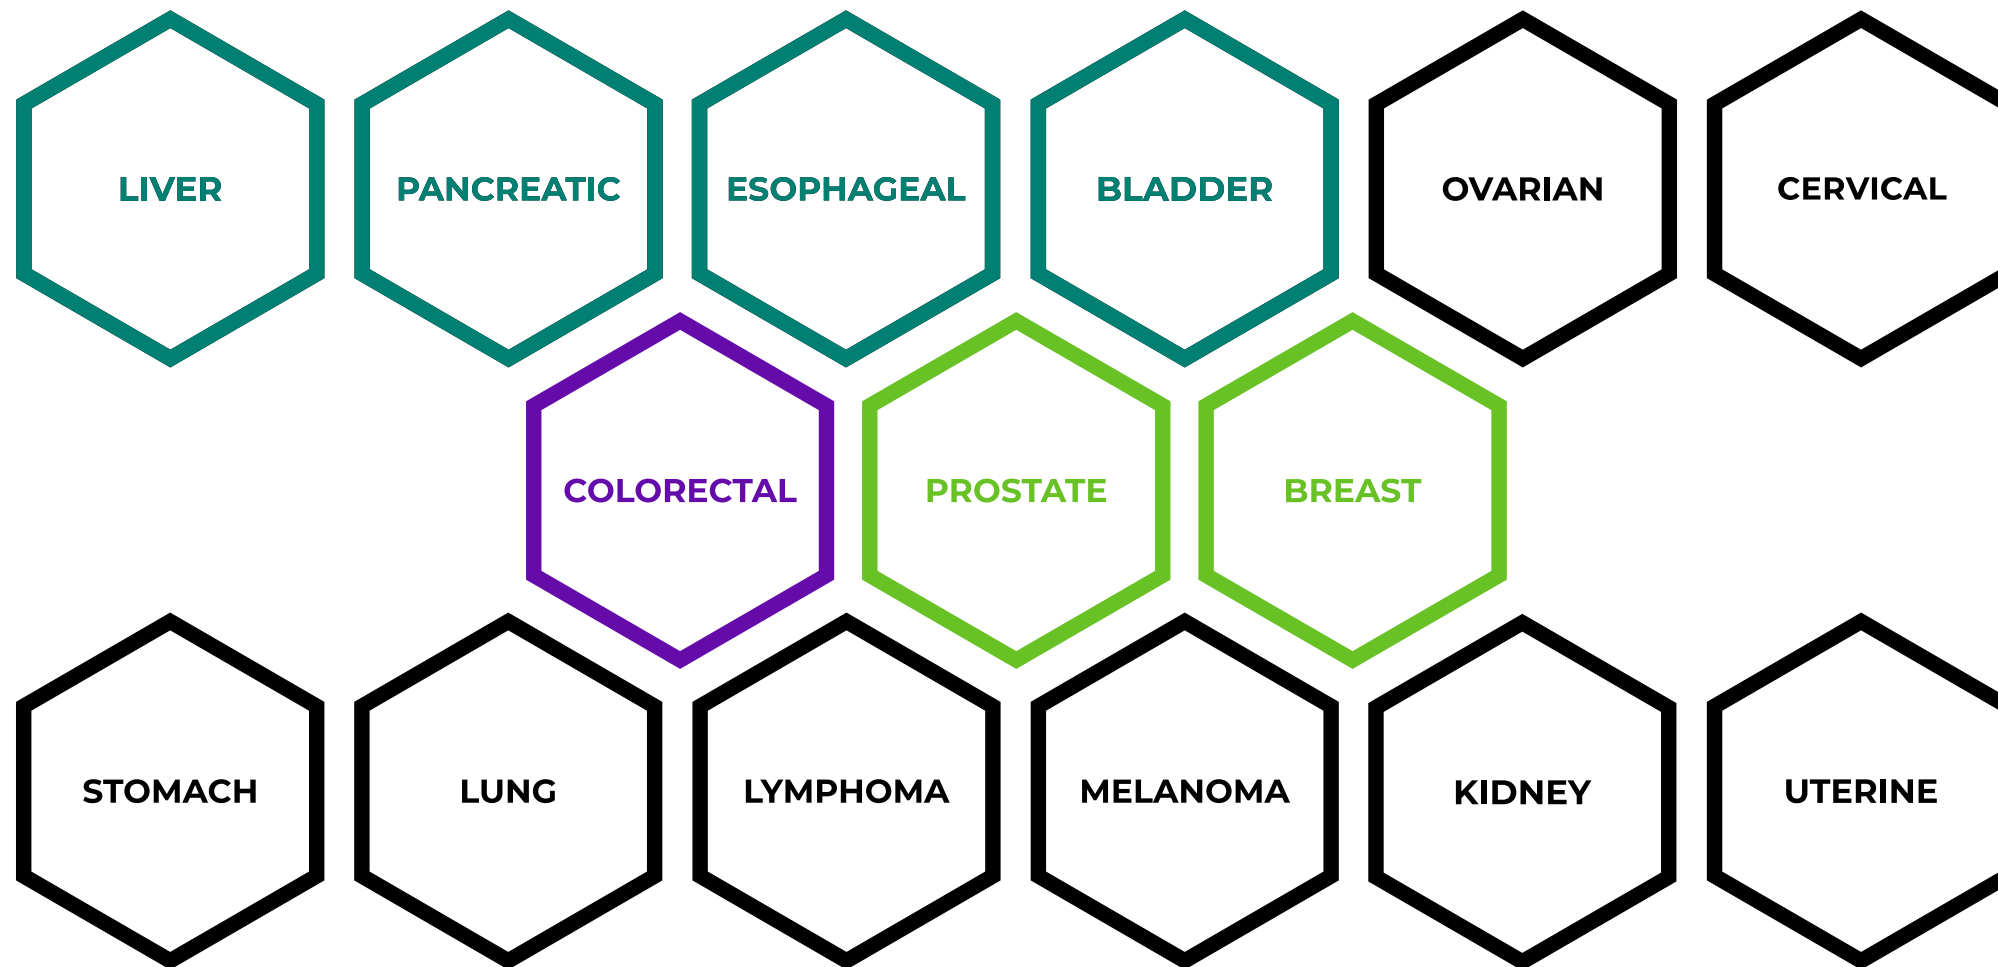 LIVER
PANCREATIC
ESOPHAGEAL
BLADDER
OVARIAN
CERVICAL
COLORECTAL
PROSTATE
BREAST
STOMACH
LUNG
LYMPHOMA
MELANOMA
KIDNEY
UTERINE